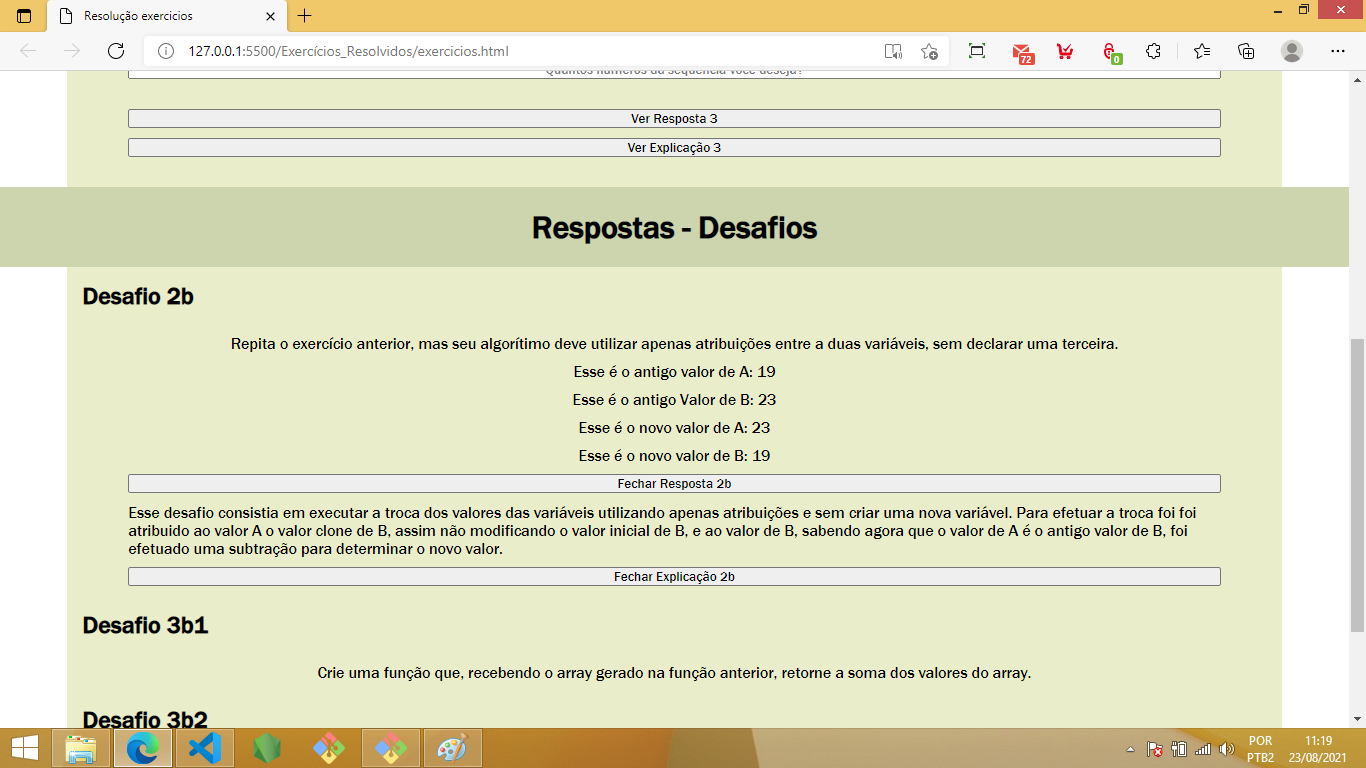 Resolução exercicios
127.0.0.1:5500/Exercícios_Resolvidos/exercicios.html
72
0
Quantos números da sequência você deseja?
Ver Resposta 3
Ver Explicação 3
Respostas - Desafios
Desafio 2b
Repita o exercício anterior, mas seu algorítimo deve utilizar apenas atribuições entre a duas variáveis, sem declarar uma terceira.
Esse é o antigo valor de A: 19
Esse é o antigo Valor de B: 23
Esse é o novo valor de A: 23
Esse é o novo valor de B: 19
Fechar Resposta 2b
Esse desafio consistia em executar a troca dos valores das variáveis utilizando apenas atribuições e sem criar uma nova variável. Para efetuar a troca foi foi
atribuido ao valor A o valor clone de B, assim não modificando o valor inicial de B, e ao valor de B, sabendo agora que o valor de A é o antigo valor de B, foi
efetuado uma subtração para determinar o novo valor.
Fechar Explicação 2b
Desafio 3b1
Crie uma função que, recebendo o array gerado na função anterior, retorne a soma dos valores do array.
Desafio 3b2
POR
PTB2
11:19
23/08/2021